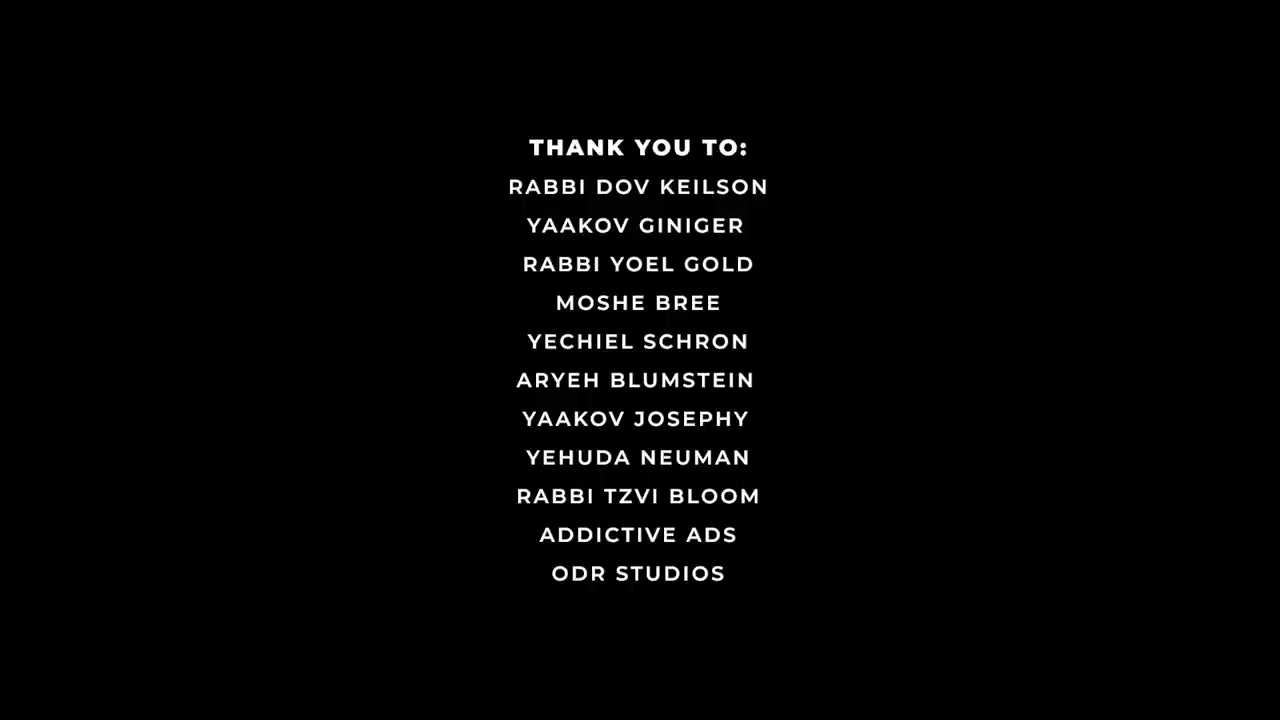 THANK YOU TO:
RABBI DOV KEILSON
YAAKOV GINIGER
RABBI YOEL GOLD
MOSHE BREE
YECHIEL SCHRON
ARYEH BLUMSTEIN
YAAKOV JOSEPHY
YEHUDA NEUMAN
RABBI TZVI BLOOM
ADDICTIVE ADS
ODR STUDIOS